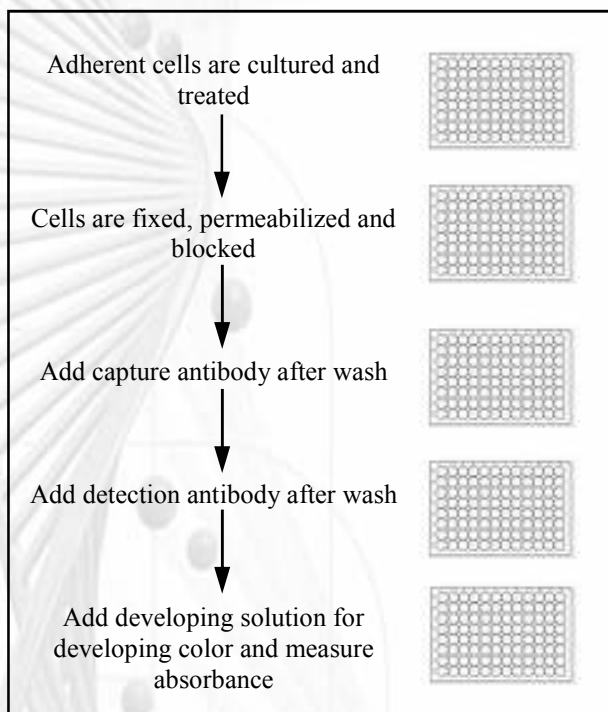 Adherent cells are cultured and
treated
Cells are fixed, permeabilized and
blocked
Add capture antibody after wash
Add detection antibody after wash
Add developing solution for
developing color and measure
absorbance